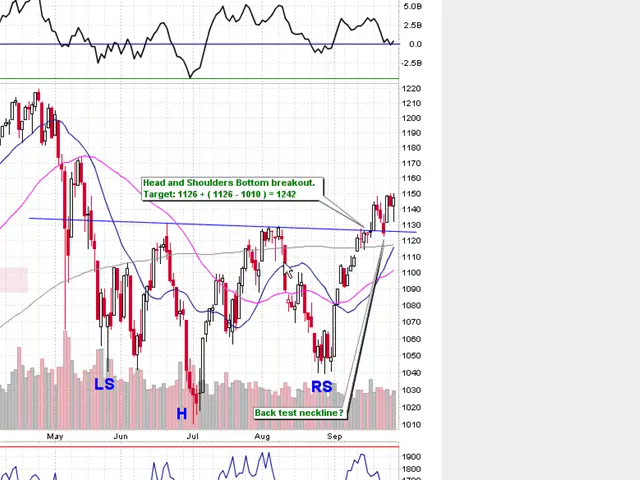 5.0B
2.5B
0.0
-2.5B
1220
1210
1200
1190
1180
1170
1160
Head and Shoulders Bottom breakout.
Target: 1126 + ( 1126 - 1010 ) = 1242
1150
1140
1130
1120
1110
1100
1090
1080
1070
1060
1050
1040
LS
RS
1030
H
Back test neckline?
1020
1010
May
Jun
Jul
Aug
Sep
1900
1800
1700